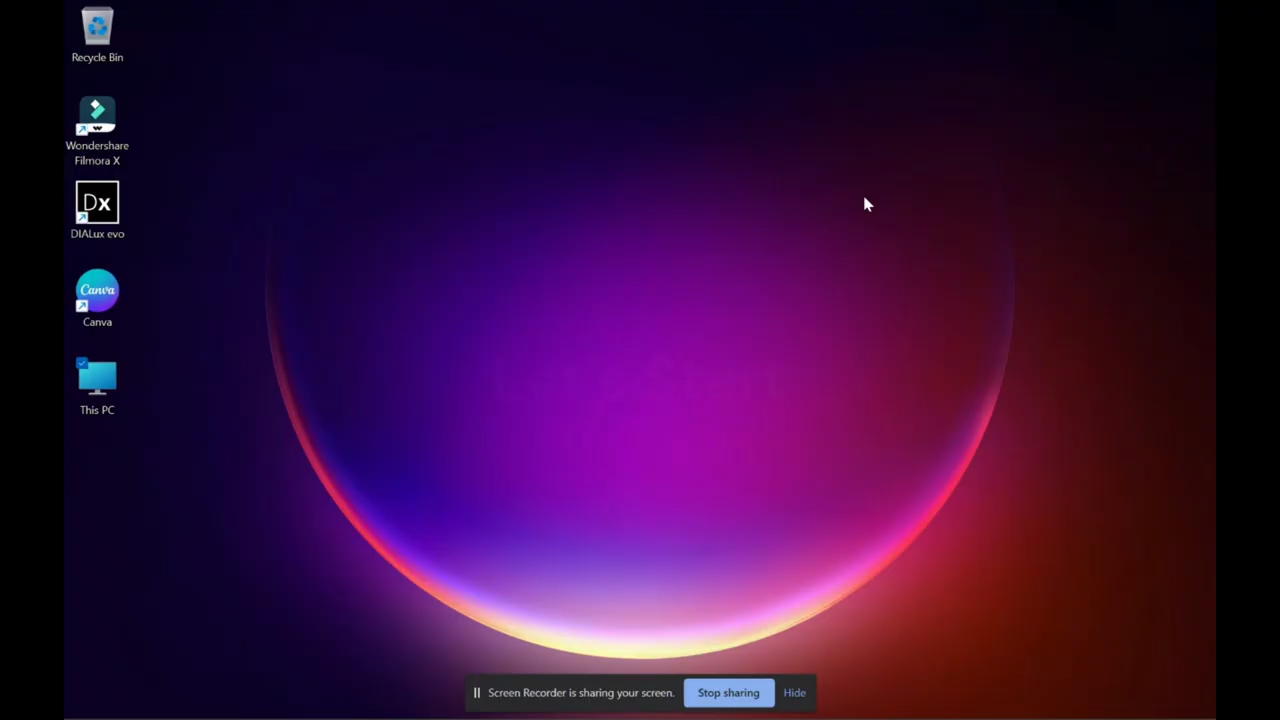 Recycle Bin
Wondershare
Filmora X
Dx
DIALux evo
Canva
Canva
This PC
Screen Recorder is sharing your screen.
Stop sharing
Hide